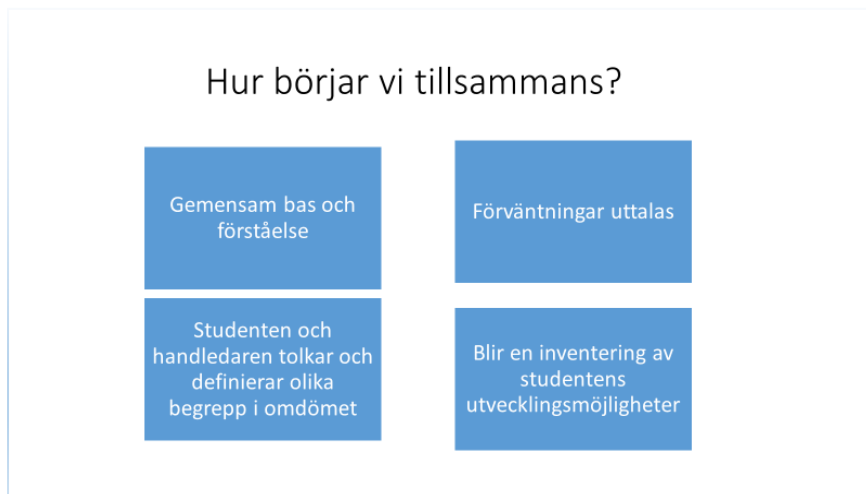 Hur börjar vi tillsammans?
Gemensam bas och
förståelse
Förväntningar uttalas
Studenten och
handledaren tolkar och
definierar olika
begrepp i omdömet
Blir en inventering av
studentens
utvecklingsmöjligheter